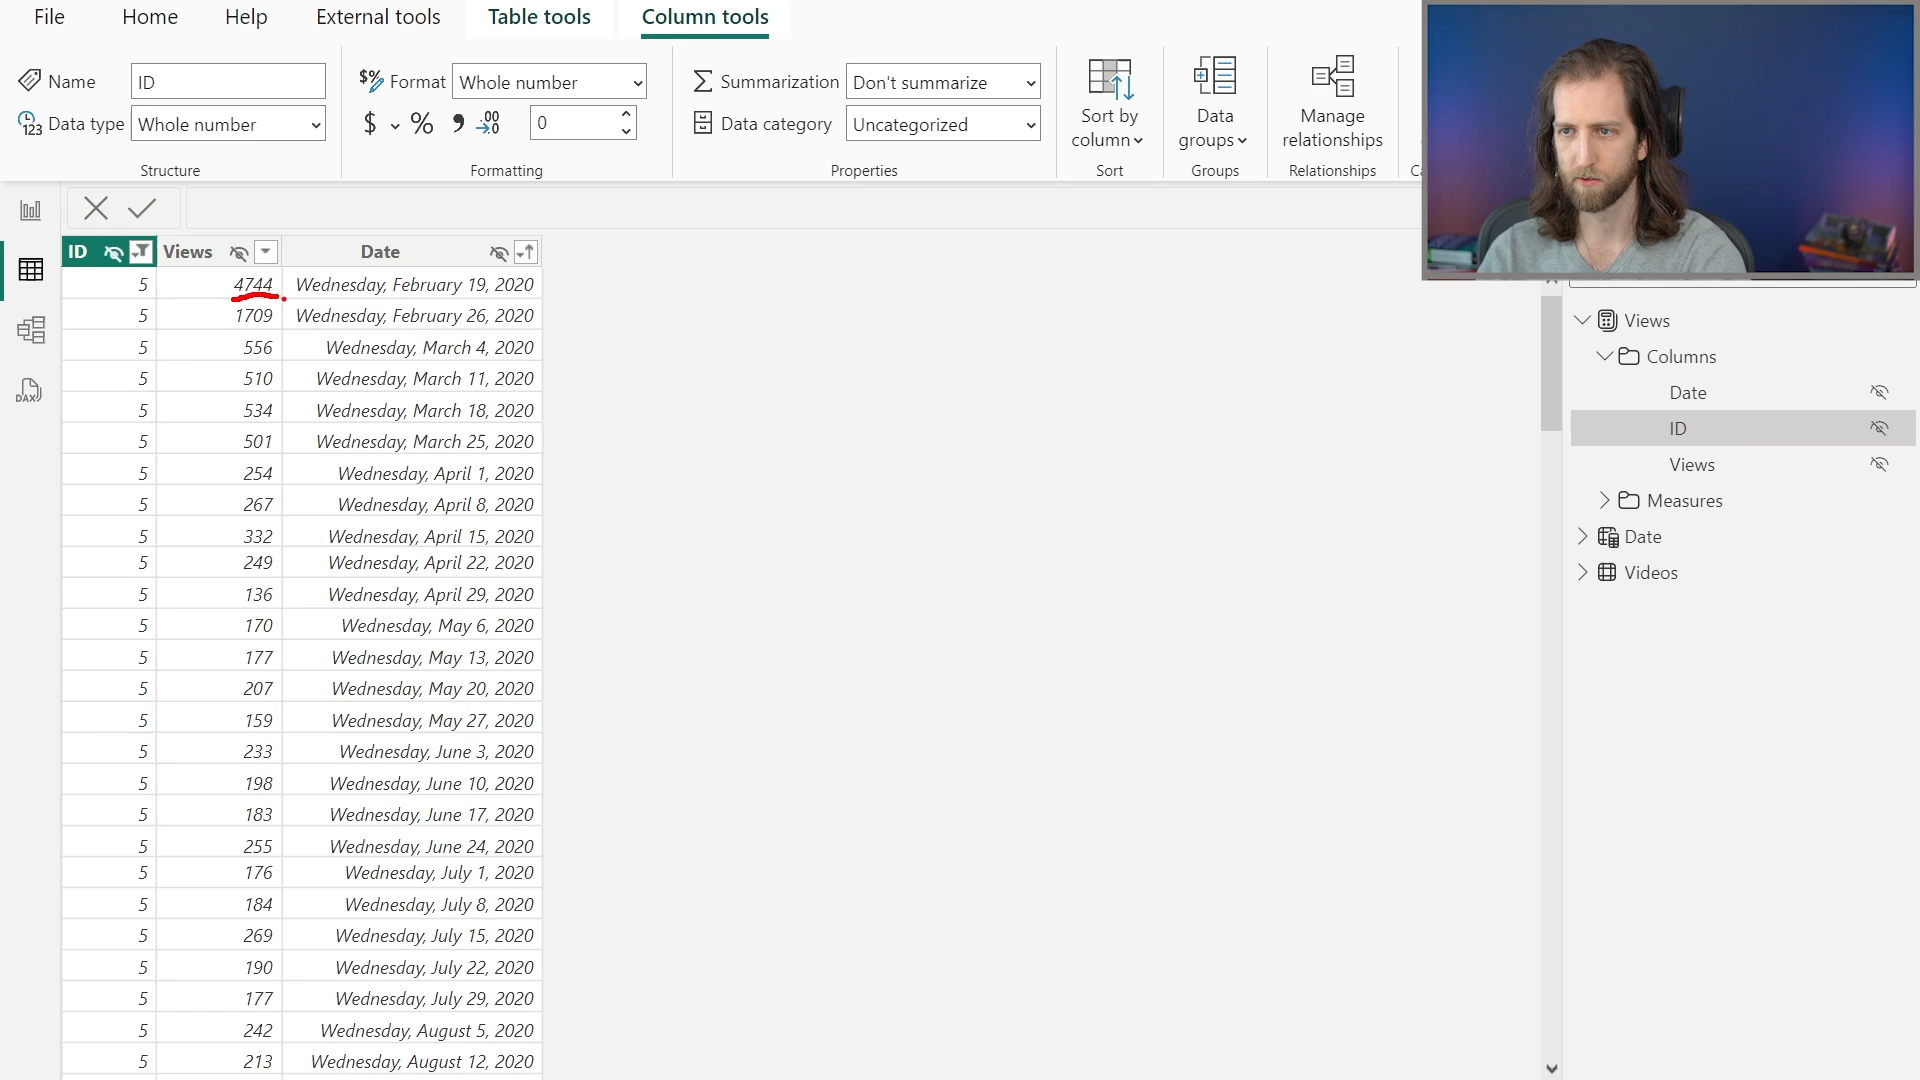 File Home Help External tools Table tools Column tools
Name ID Format Whole number Summarization Don't summarize Sort by column Data groups Manage relationships
Data type Whole number $ % 0 Data category Uncategorized
Structure Formatting Properties Sort Groups Relationships
ID Views Date
5 4744 Wednesday, February 19, 2020
5 1709 Wednesday, February 26, 2020
5 556 Wednesday, March 4, 2020
5 510 Wednesday, March 11, 2020
5 534 Wednesday, March 18, 2020
5 501 Wednesday, March 25, 2020
5 254 Wednesday, April 1, 2020
5 267 Wednesday, April 8, 2020
5 332 Wednesday, April 15, 2020
5 249 Wednesday, April 22, 2020
5 136 Wednesday, April 29, 2020
5 170 Wednesday, May 6, 2020
5 177 Wednesday, May 13, 2020
5 207 Wednesday, May 20, 2020
5 159 Wednesday, May 27, 2020
5 233 Wednesday, June 3, 2020
5 198 Wednesday, June 10, 2020
5 183 Wednesday, June 17, 2020
5 255 Wednesday, June 24, 2020
5 176 Wednesday, July 1, 2020
5 184 Wednesday, July 8, 2020
5 269 Wednesday, July 15, 2020
5 190 Wednesday, July 22, 2020
5 177 Wednesday, July 29, 2020
5 242 Wednesday, August 5, 2020
5 213 Wednesday, August 12, 2020
DAX
Views
Columns
Date
ID
Views
Measures
Date
Videos